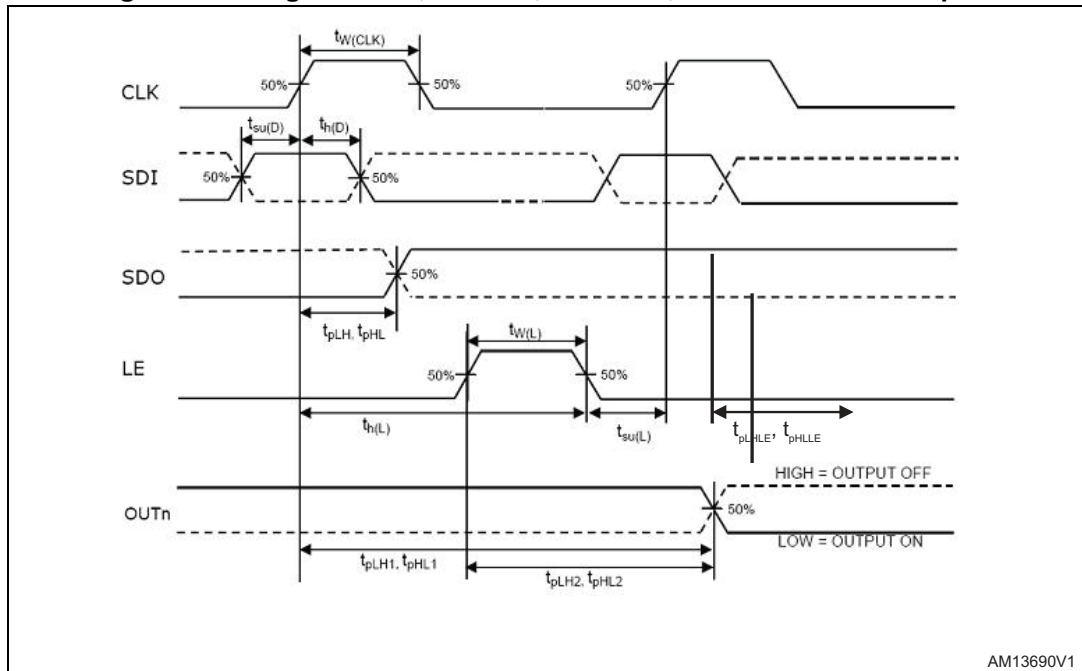 tW(CLK)
50%
50%
50%
CLK
tsu(D)
th(D)
SDI
50%
50%
SDO
50%
tpLH, tpHL
tW(L)
LE
50%
50%
th(L)
tsu(L)
tpLHLE, tpHLLE
HIGH = OUTPUT OFF
OUTn
50%
LOW = OUTPUT ON
tpLH1, tpHL1
tpLH2, tpHL2
AM13690V1